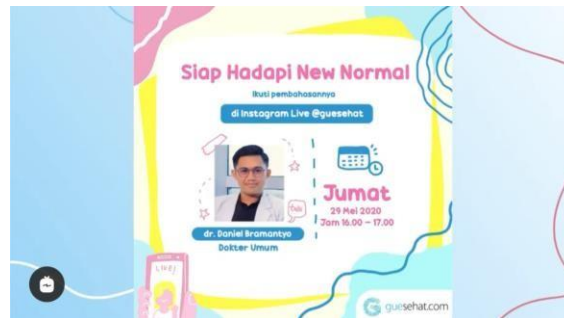 Siap Hadapi New Normal
Ikuti pembahasannya
di Instagram Live @guesehat
Jumat
29 Mei 2020
Jam 16.00 – 17.00
dr. Daniel Bramantyo
Dokter Umum
LIVE!
guesehat.com